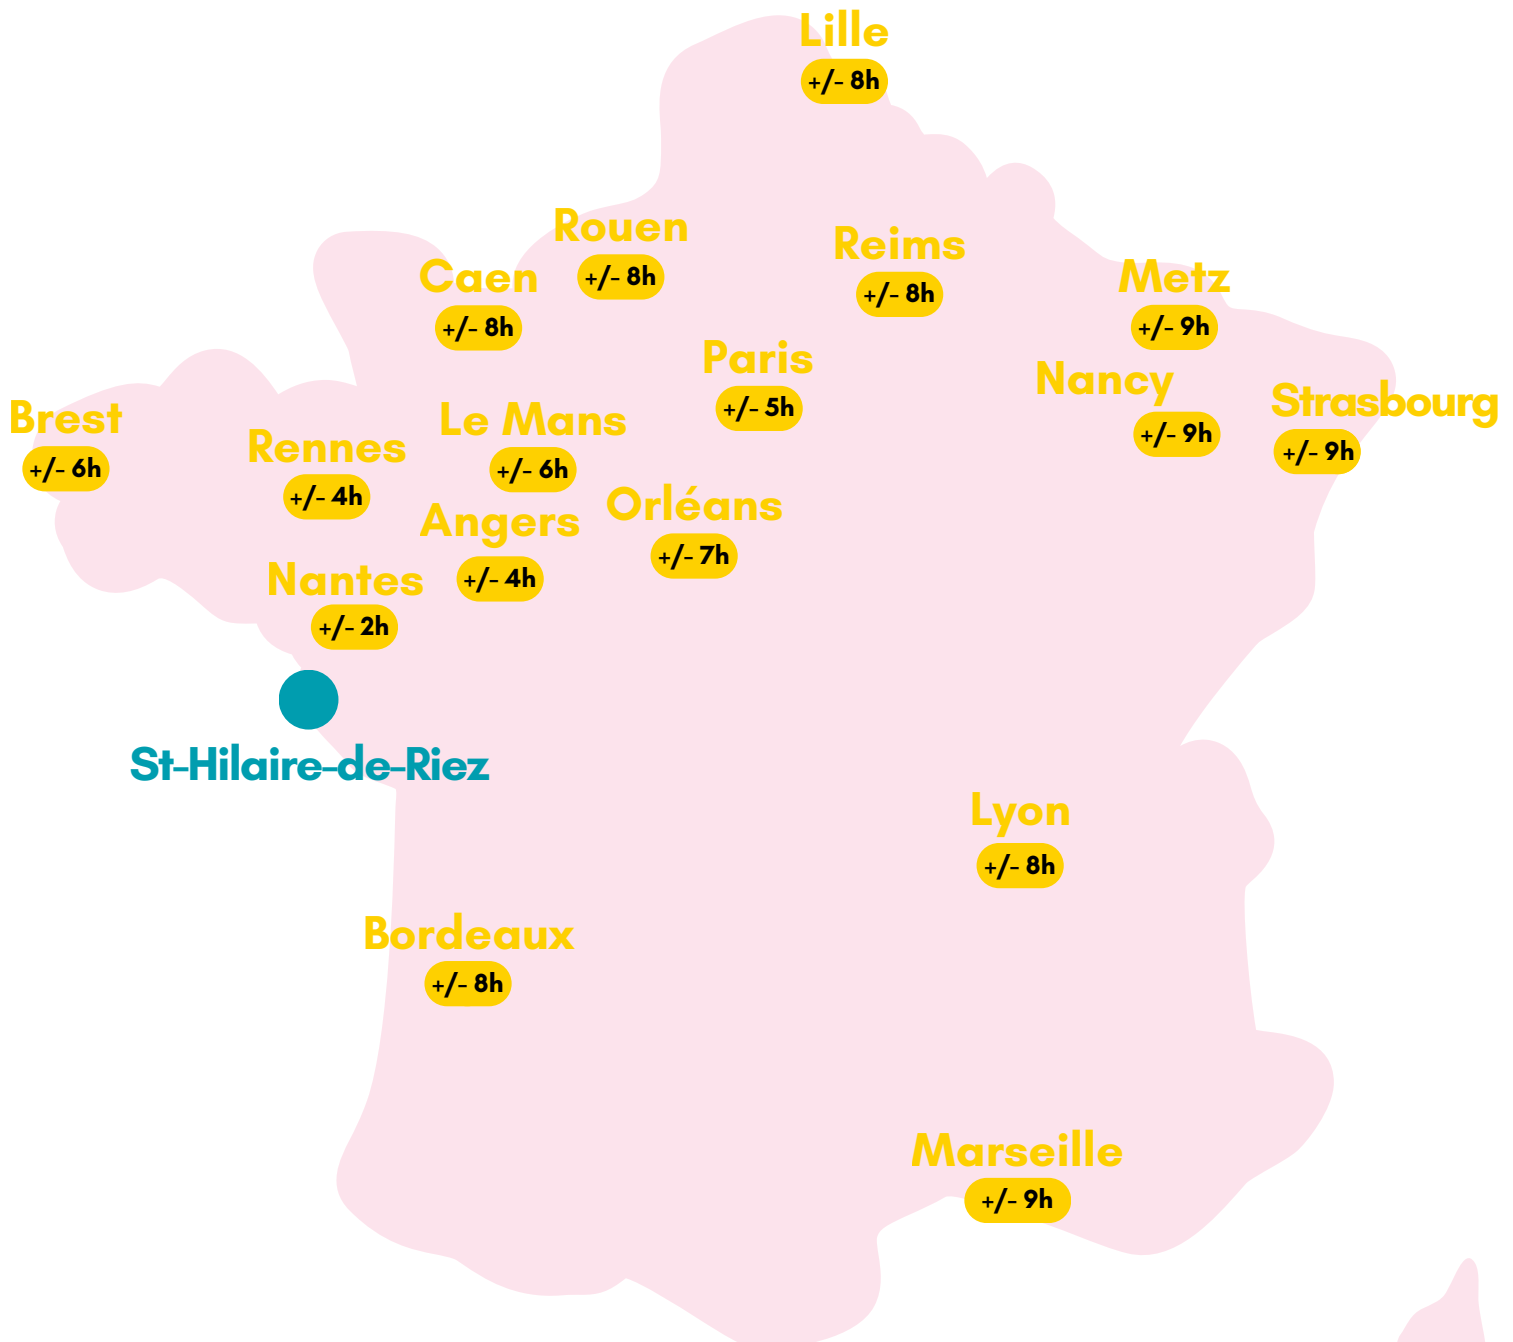 Lille
+/- 8h
Rouen
+/- 8h
Reims
+/- 8h
Caen
+/- 8h
Metz
+/- 9h
Paris
+/- 5h
Nancy
+/- 9h
Strasbourg
+/- 9h
Brest
+/- 6h
Le Mans
+/- 6h
Rennes
+/- 4h
Orléans
+/- 7h
Angers
+/- 4h
Nantes
+/- 2h
St-Hilaire-de-Riez
Lyon
+/- 8h
Bordeaux
+/- 8h
Marseille
+/- 9h